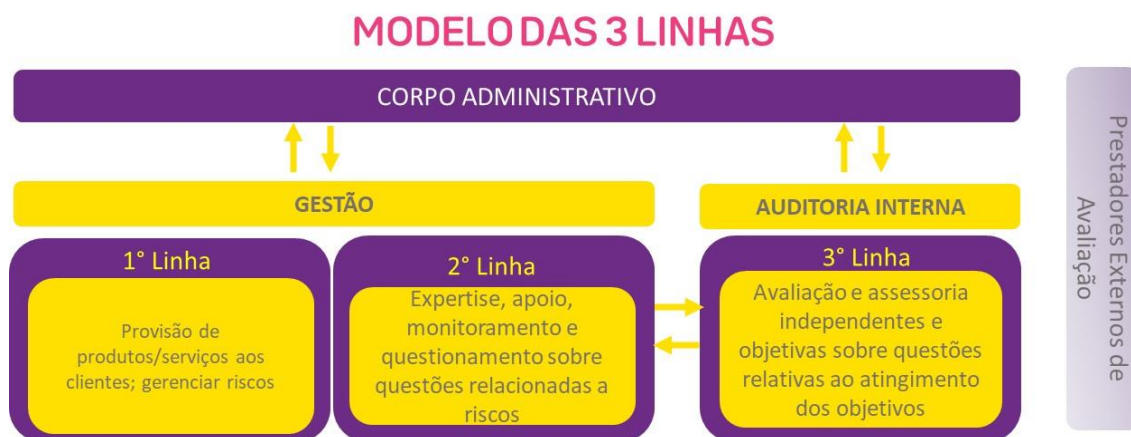 MODELO DAS 3 LINHAS
CORPO ADMINISTRATIVO
GESTÃO
AUDITORIA INTERNA
1° Linha
Provisão de
produtos/serviços aos
clientes; gerenciar riscos
2° Linha
Expertise, apoio,
monitoramento e
questionamento sobre
questões relacionadas a
riscos
3° Linha
Avaliação e assessoria
independentes e
objetivas sobre questões
relativas ao atingimento
dos objetivos
Prestadores Externos de
Avaliação